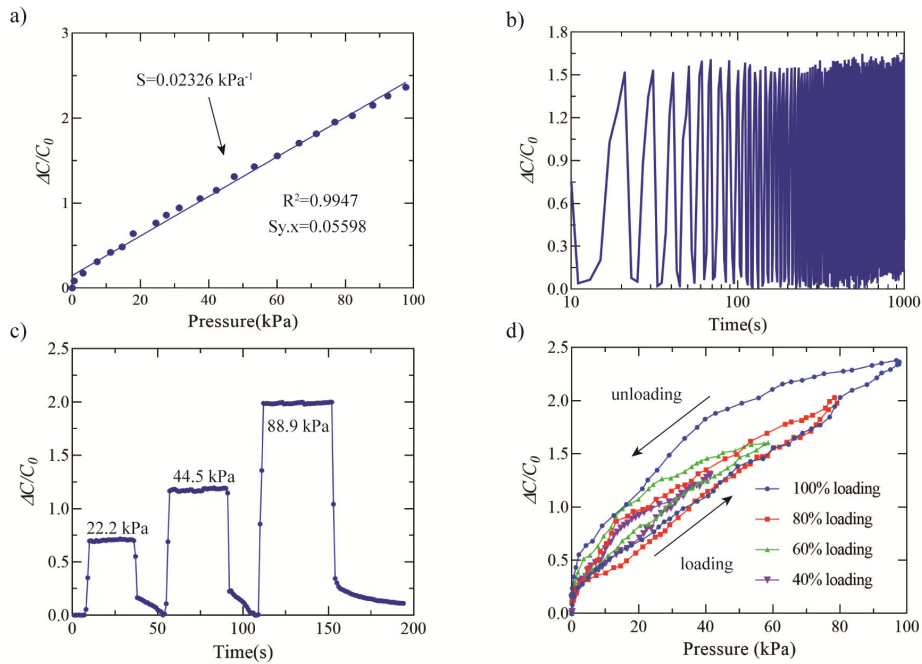 a)
ΔC/C0
3
2
1
0
S=0.02326 kPa-1
R2=0.9947
Sy.x=0.05598
0 20 40 60 80 100
Pressure(kPa)
b)
ΔC/C0
1.8
1.5
1.2
0.9
0.6
0.3
0.0
10 100 1000
Time(s)
c)
ΔC/C0
2.5
2.0
1.5
1.0
0.5
0.0
88.9 kPa
44.5 kPa
22.2 kPa
0 50 100 150 200
Time(s)
d)
ΔC/C0
2.5
2.0
1.5
1.0
0.5
0.0
unloading
loading
100% loading
80% loading
60% loading
40% loading
0 20 40 60 80 100
Pressure (kPa)